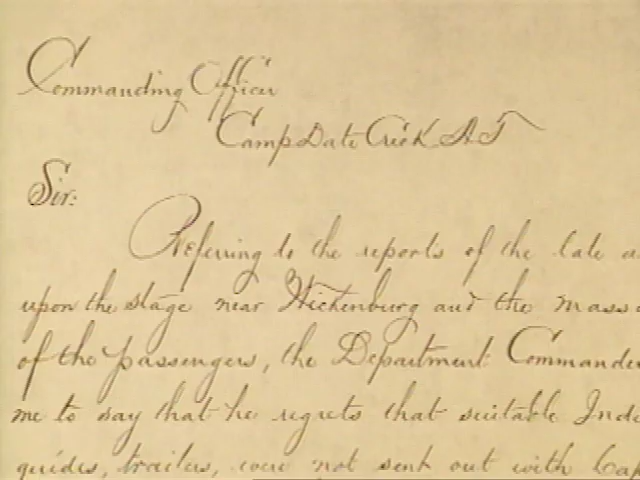 Commanding Officer
Camp Date Creek A.T.
Sir:
Referring to the reports of the late
upon the stage near Wickenburg and the
of the passengers, the Department Commander
me to say that he regrets that suitable
guides, trailers, were not sent out with